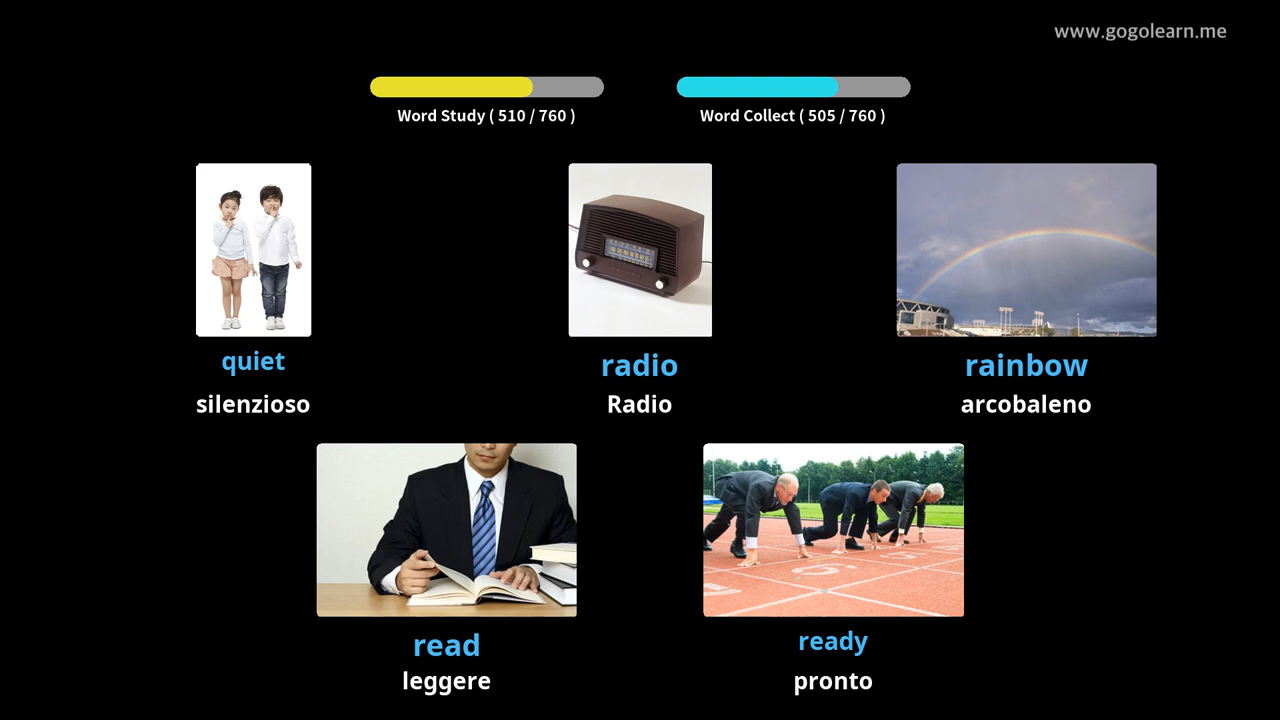 www.gogolearn.me
Word Study ( 510 / 760 )
Word Collect ( 505 / 760 )
quiet
silenzioso
radio
Radio
rainbow
arcobaleno
read
leggere
ready
pronto